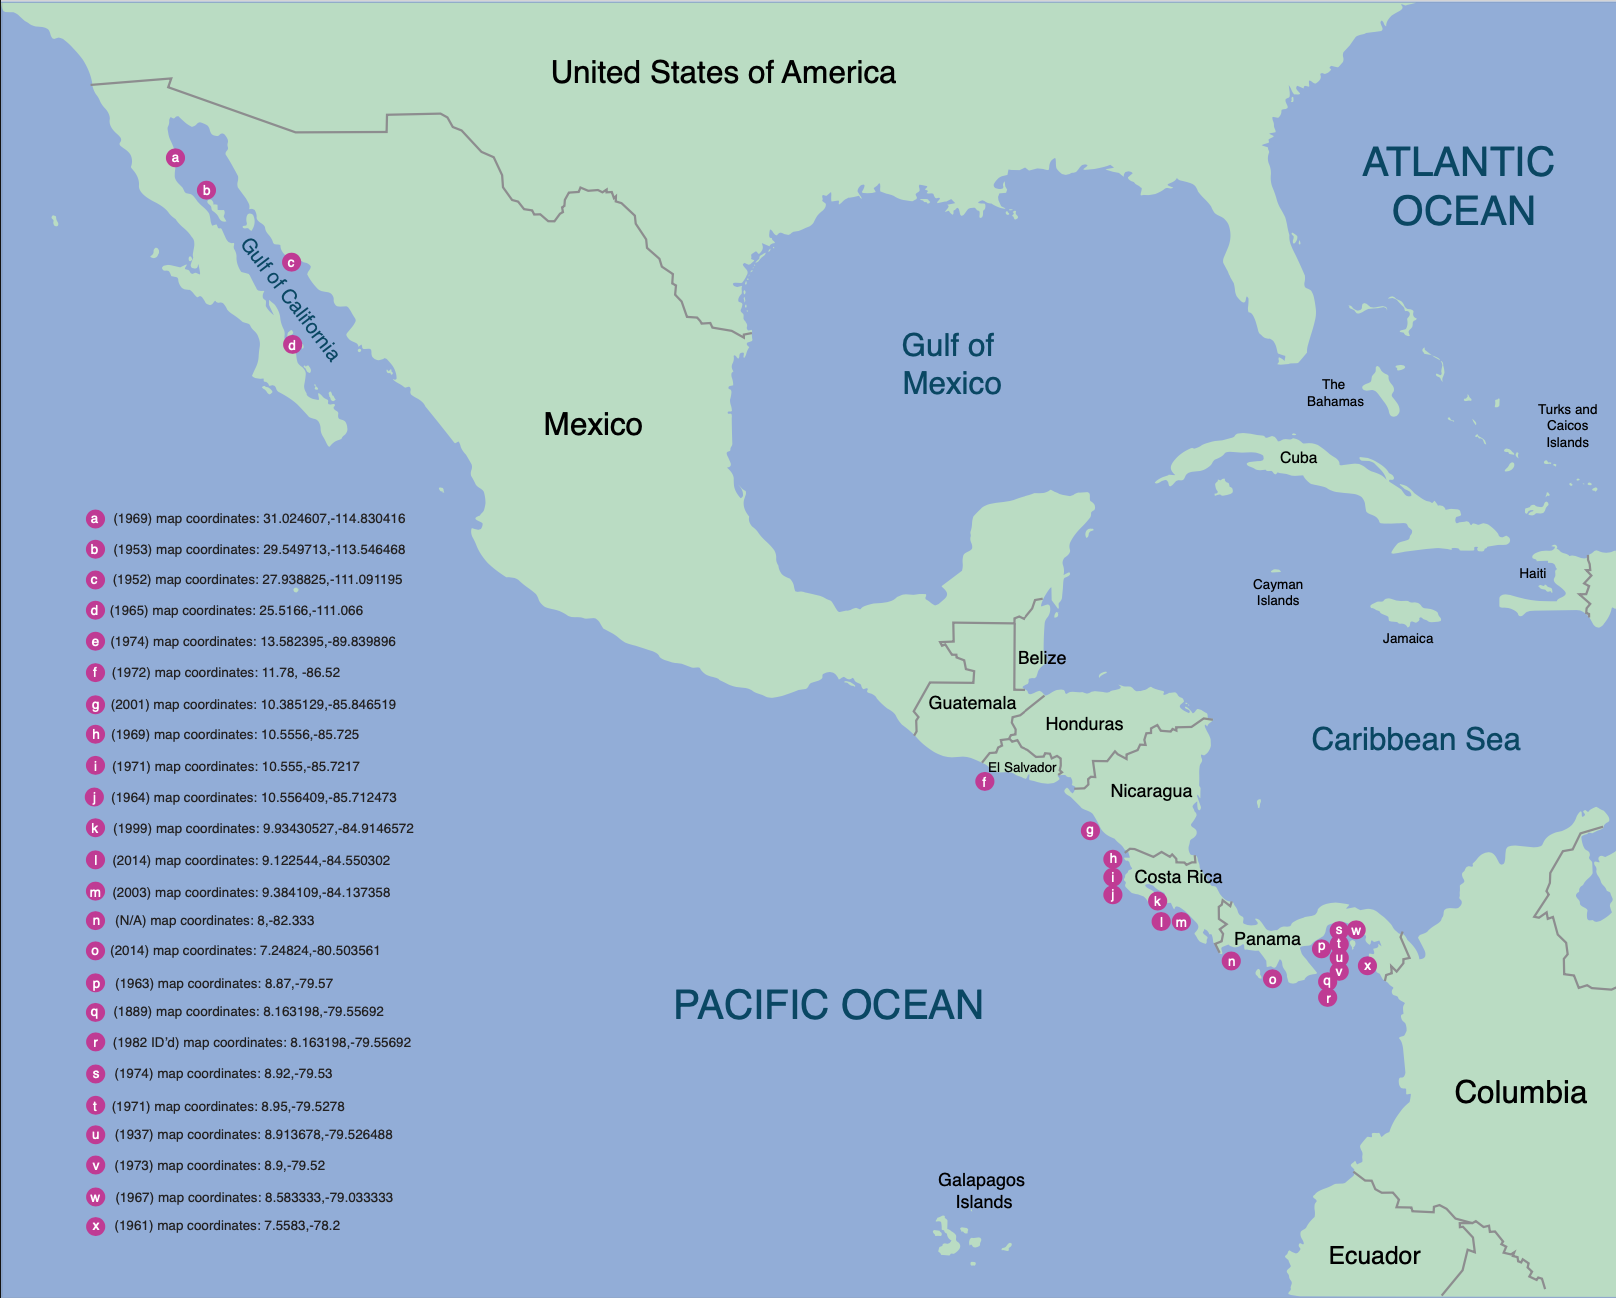 United States of America
ATLANTIC
OCEAN
a
b
Gulf of California
c
d
Gulf of
Mexico
The
Bahamas
Turks and
Caicos
Islands
Mexico
Cuba
Haiti
Cayman
Islands
Jamaica
Belize
Guatemala
Honduras
El Salvador
Nicaragua
Caribbean Sea
f
g
h
i
j
Costa Rica
k
l
m
n
Panama
o
p
s
w
t
u
v
x
q
r
PACIFIC OCEAN
Columbia
Galapagos
Islands
Ecuador
a (1969) map coordinates: 31.024607,-114.830416
b (1953) map coordinates: 29.549713,-113.546468
c (1952) map coordinates: 27.938825,-111.091195
d (1965) map coordinates: 25.5166,-111.066
e (1974) map coordinates: 13.582395,-89.839896
f (1972) map coordinates: 11.78, -86.52
g (2001) map coordinates: 10.385129,-85.846519
h (1969) map coordinates: 10.5556,-85.725
i (1971) map coordinates: 10.555,-85.7217
j (1964) map coordinates: 10.556409,-85.712473
k (1999) map coordinates: 9.93430527,-84.9146572
l (2014) map coordinates: 9.122544,-84.550302
m (2003) map coordinates: 9.384109,-84.137358
n (N/A) map coordinates: 8,-82.333
o (2014) map coordinates: 7.24824,-80.503561
p (1963) map coordinates: 8.87,-79.57
q (1889) map coordinates: 8.163198,-79.55692
r (1982 ID'd) map coordinates: 8.163198,-79.55692
s (1974) map coordinates: 8.92,-79.53
t (1971) map coordinates: 8.95,-79.5278
u (1937) map coordinates: 8.913678,-79.526488
v (1973) map coordinates: 8.9,-79.52
w (1967) map coordinates: 8.583333,-79.033333
x (1961) map coordinates: 7.5583,-78.2